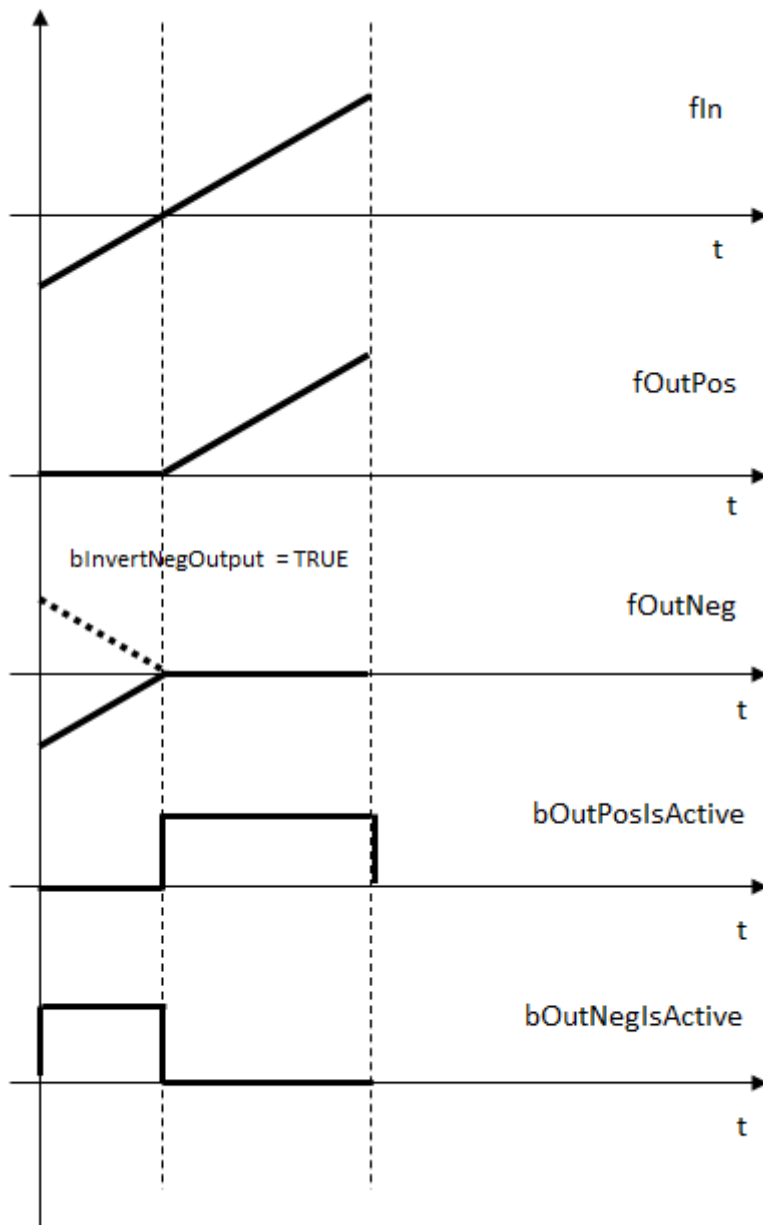 fIn
t
fOutPos
t
bInvertNegOutput = TRUE
fOutNeg
t
bOutPosIsActive
t
bOutNegIsActive
t